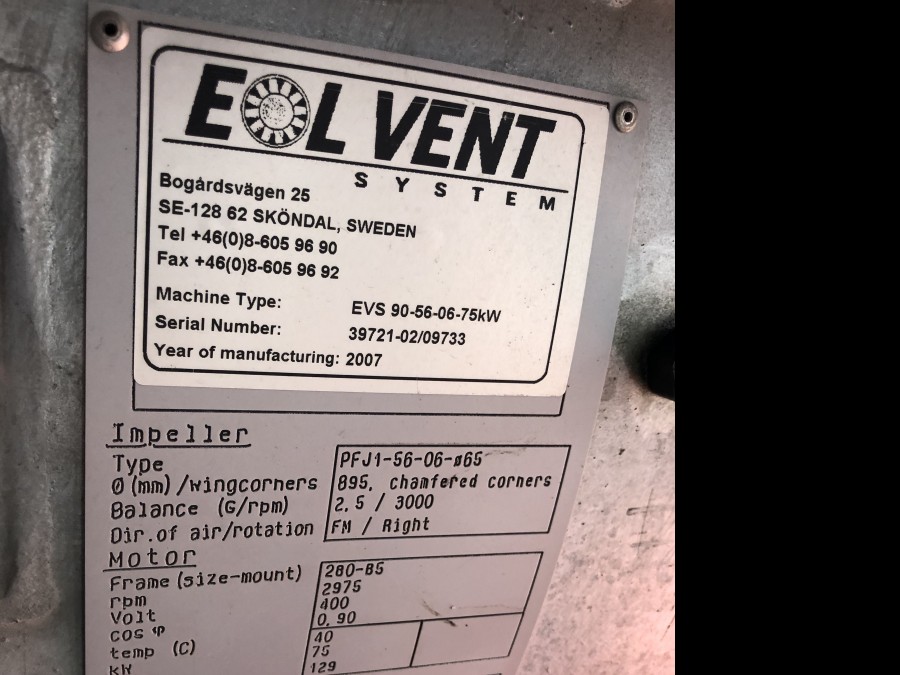 EOL VENT
SYSTEM
Bogårdsvägen 25
SE-128 62 SKÖNDAL, SWEDEN
Tel +46(0)8-605 96 90
Fax +46(0)8-605 96 92
Machine Type: EVS 90-56-06-75kW
Serial Number: 39721-02/09733
Year of manufacturing: 2007
Impeller
Type PFJ1-56-06-ø65
Ø (mm) /wingcorners 895, chamfered corners
Balance (G/rpm) 2,5 / 3000
Dir.of air/rotation FM / Right
Motor
Frame (size-mount) 280-B5
rpm 2975
Volt 400
cos φ 0,90
temp (C) 40
kW 75
129